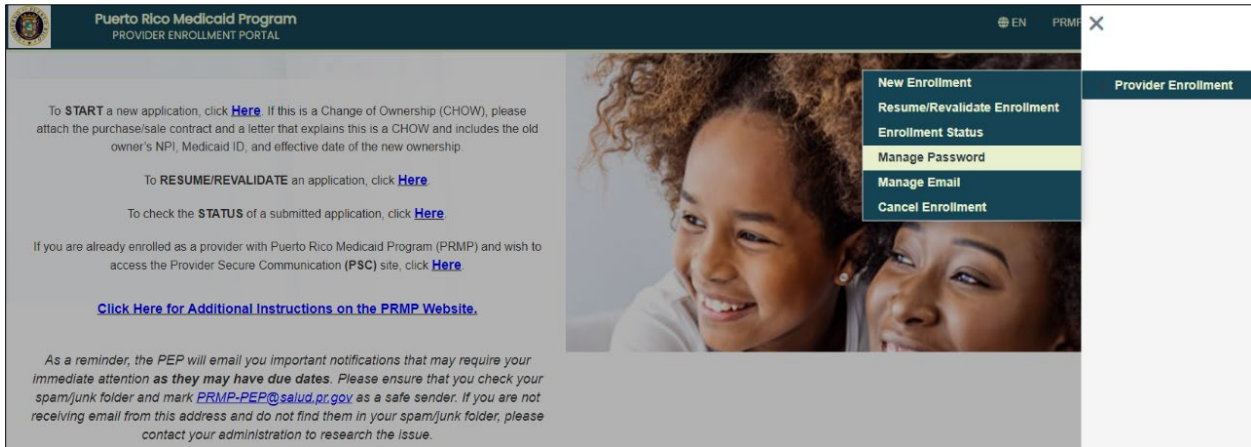 Puerto Rico Medicaid Program
PROVIDER ENROLLMENT PORTAL
EN PRMP
To START a new application, click Here. If this is a Change of Ownership (CHOW), please
attach the purchase/sale contract and a letter that explains this is a CHOW and includes the old
owner's NPI, Medicaid ID, and effective date of the new ownership.
To RESUME/REVALIDATE an application, click Here.
To check the STATUS of a submitted application, click Here.
If you are already enrolled as a provider with Puerto Rico Medicaid Program (PRMP) and wish to
access the Provider Secure Communication (PSC) site, click Here.
Click Here for Additional Instructions on the PRMP Website.
As a reminder, the PEP will email you important notifications that may require your
immediate attention as they may have due dates. Please ensure that you check your
spam/junk folder and mark PRMP-PEP@salud.pr.gov as a safe sender. If you are not
receiving email from this address and do not find them in your spam/junk folder, please
contact your administration to research the issue.
New Enrollment
Resume/Revalidate Enrollment
Enrollment Status
Manage Password
Manage Email
Cancel Enrollment
Provider Enrollment